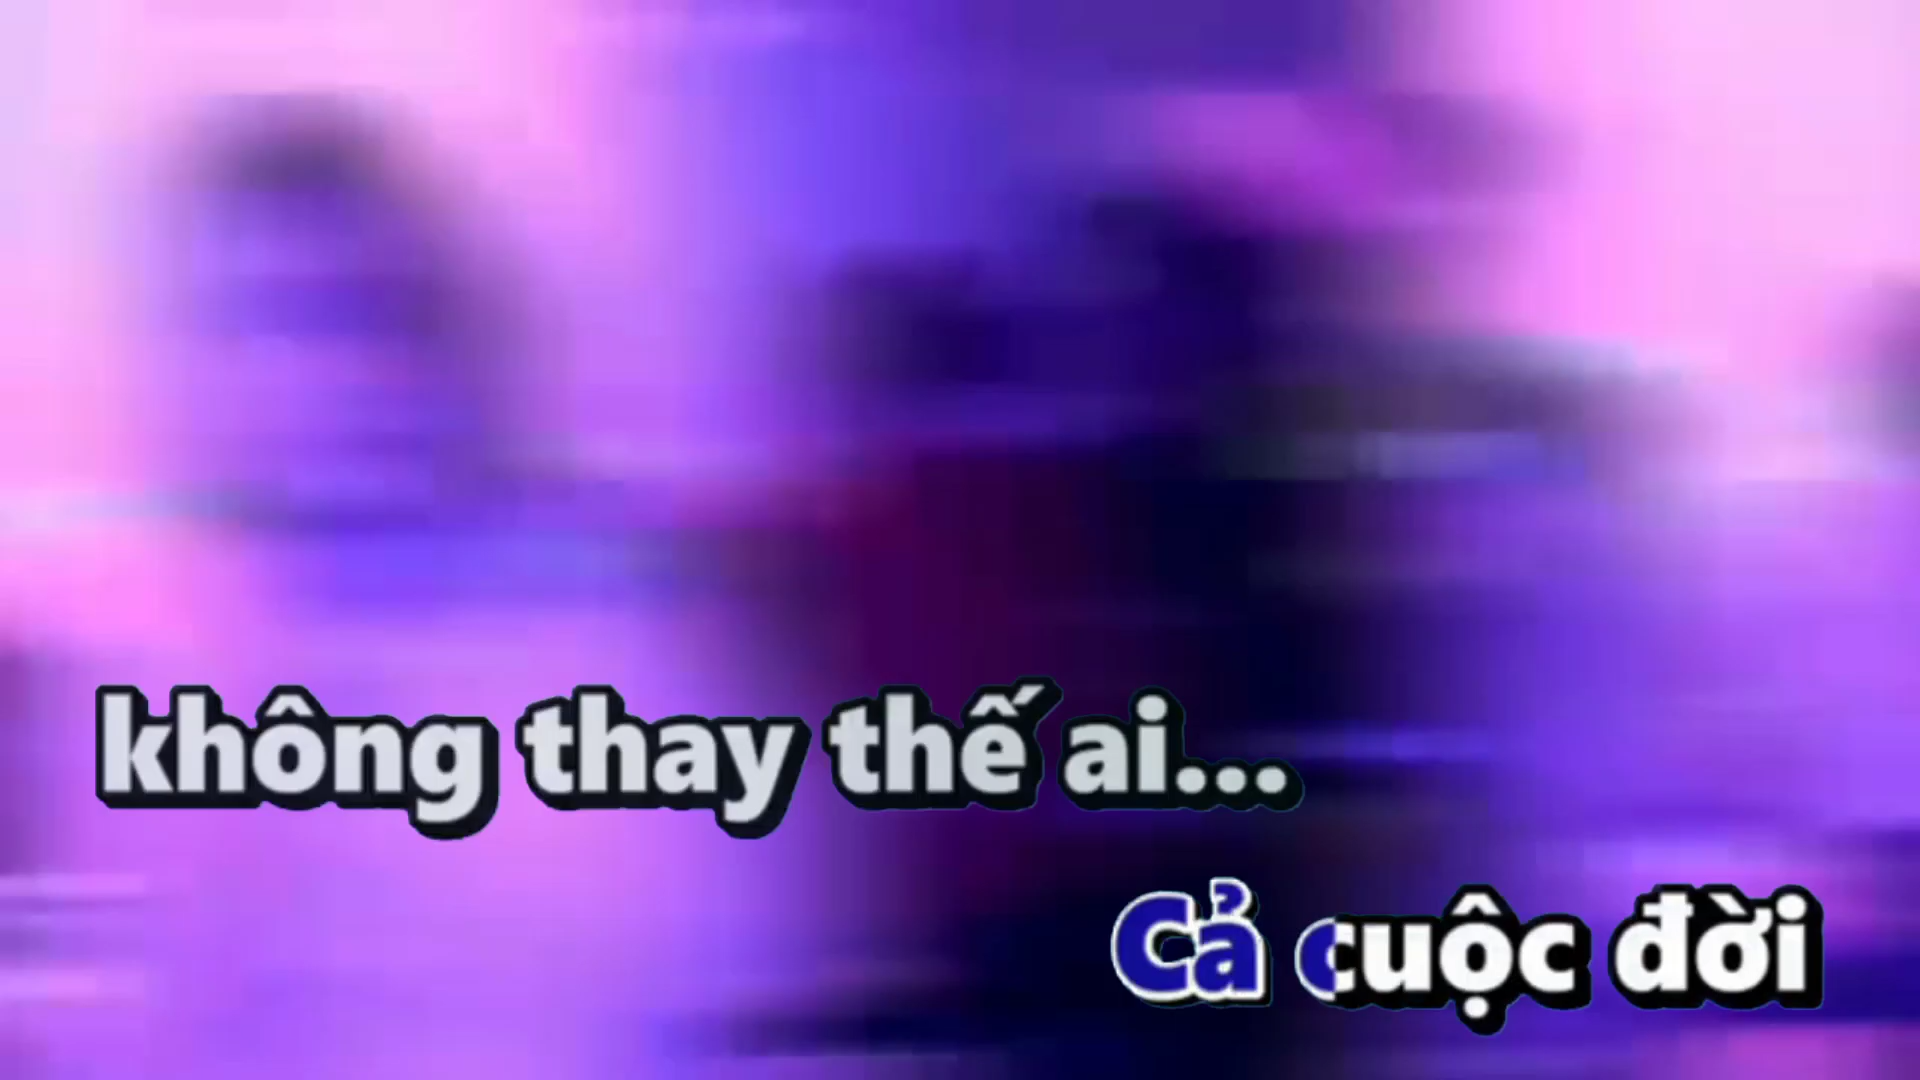 không thay thế ai...
Cả cuộc đời